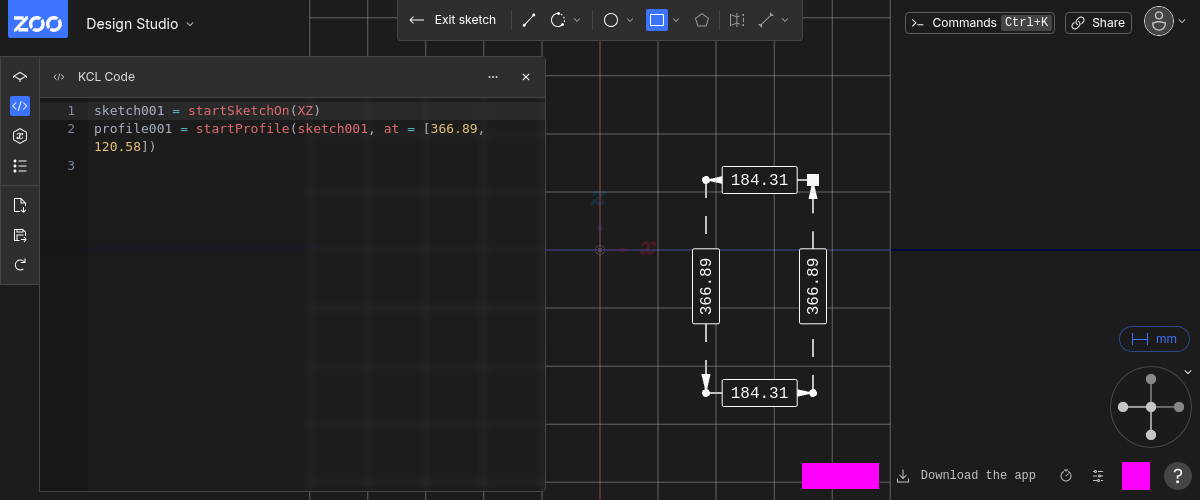 ZOO Design Studio
Exit sketch
Commands Ctrl+K
Share
KCL Code
1 sketch001 = startSketchOn(XZ)
2 profile001 = startProfile(sketch001, at = [366.89,
120.58])
3
z
x
184.31
366.89
366.89
184.31
mm
Download the app
?